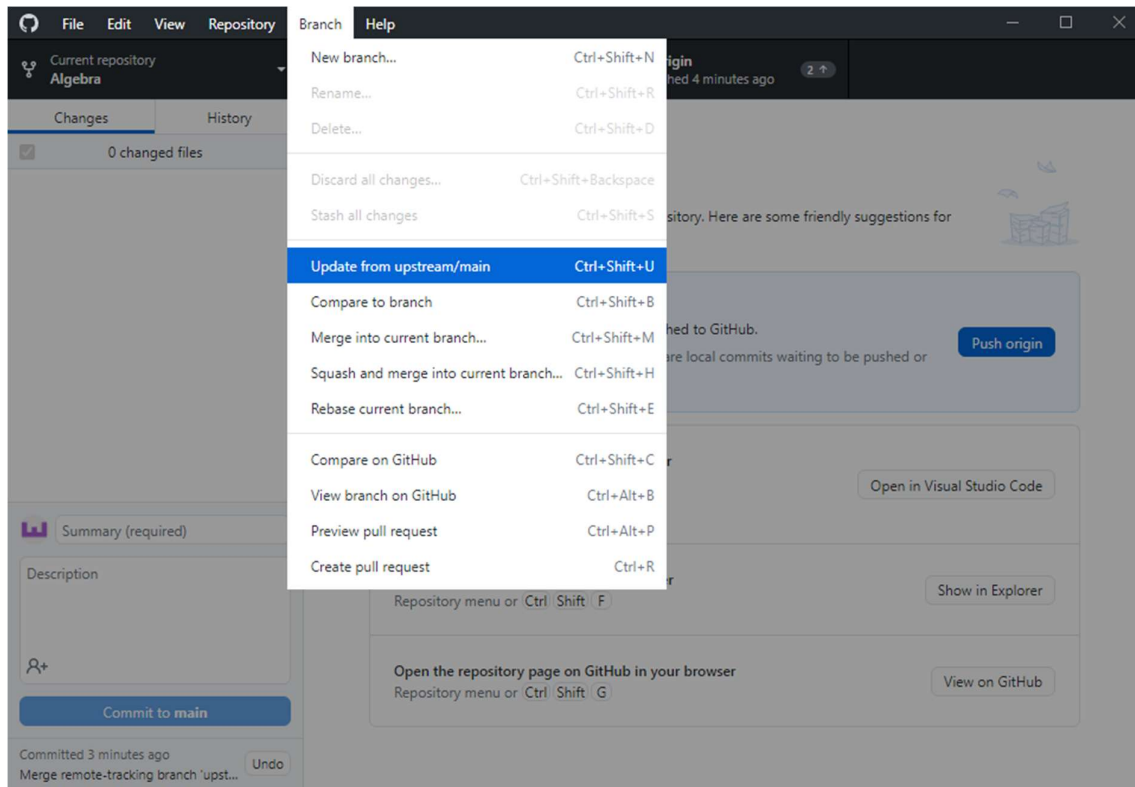 File Edit View Repository Branch Help
Current repository
Algebra
igin
hed 4 minutes ago
2 ↑
Changes History
0 changed files
New branch... Ctrl+Shift+N
Rename... Ctrl+Shift+R
Delete... Ctrl+Shift+D
Discard all changes... Ctrl+Shift+Backspace
Stash all changes Ctrl+Shift+S
Update from upstream/main Ctrl+Shift+U
Compare to branch Ctrl+Shift+B
Merge into current branch... Ctrl+Shift+M
Squash and merge into current branch... Ctrl+Shift+H
Rebase current branch... Ctrl+Shift+E
Compare on GitHub Ctrl+Shift+C
View branch on GitHub Ctrl+Alt+B
Preview pull request Ctrl+Alt+P
Create pull request Ctrl+R
sitory. Here are some friendly suggestions for
hed to GitHub.
are local commits waiting to be pushed or
Push origin
r
Open in Visual Studio Code
r
Repository menu or Ctrl Shift F
Show in Explorer
Open the repository page on GitHub in your browser
Repository menu or Ctrl Shift G
View on GitHub
Summary (required)
Description
Commit to main
Committed 3 minutes ago
Merge remote-tracking branch 'upst...
Undo